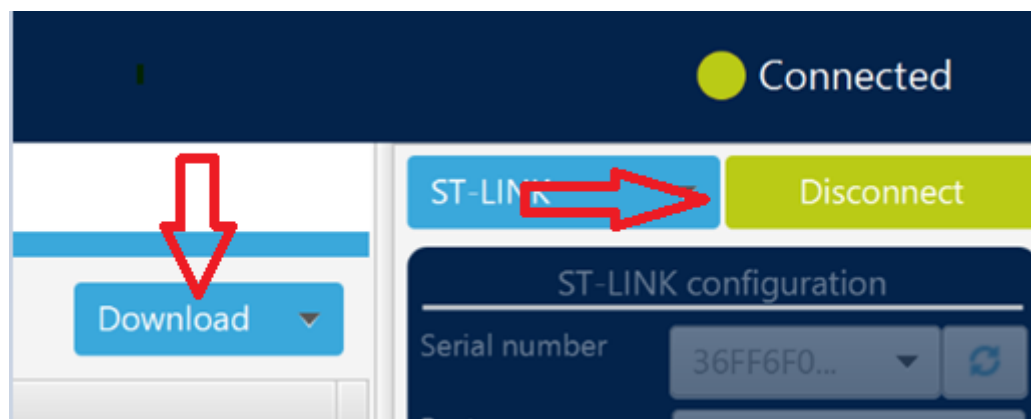 Connected
ST-LINK
Disconnect
Download
ST-LINK configuration
Serial number
36FF6F0...